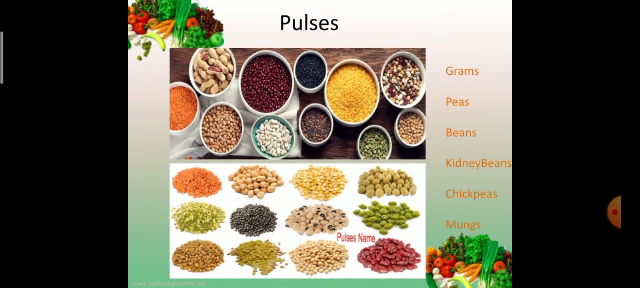 Pulses
Grams
Peas
Beans
KidneyBeans
Chickpeas
Mungs
Pulses Name